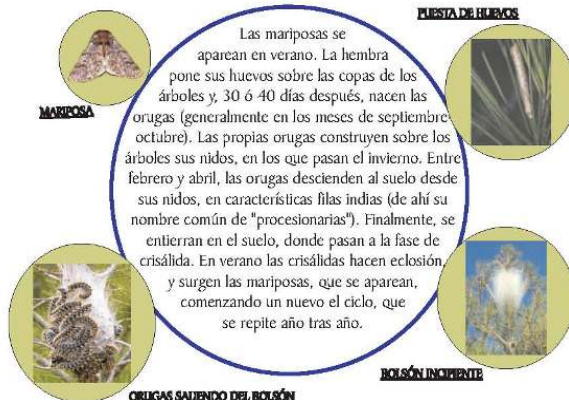 PUESTA DE HUEVOS
Las mariposas se
aparean en verano. La hembra
pone sus huevos sobre las copas de los
árboles y, 30 ó 40 días después, nacen las
orugas (generalmente en los meses de septiembre-
octubre). Las propias orugas construyen sobre los
árboles sus nidos, en los que pasan el invierno. Entre
febrero y abril, las orugas descienden al suelo desde
sus nidos, en características filas indias (de ahí su
nombre común de "procesionarias"). Finalmente, se
entierran en el suelo, donde pasan a la fase de
crisálida. En verano las crisálidas hacen eclosión,
y surgen las mariposas, que se aparean,
comenzando un nuevo el ciclo, que
se repite año tras año.
MARIPOSA
BOLSÓN INCIPIENTE
ORUGAS SALIENDO DEL BOLSÓN